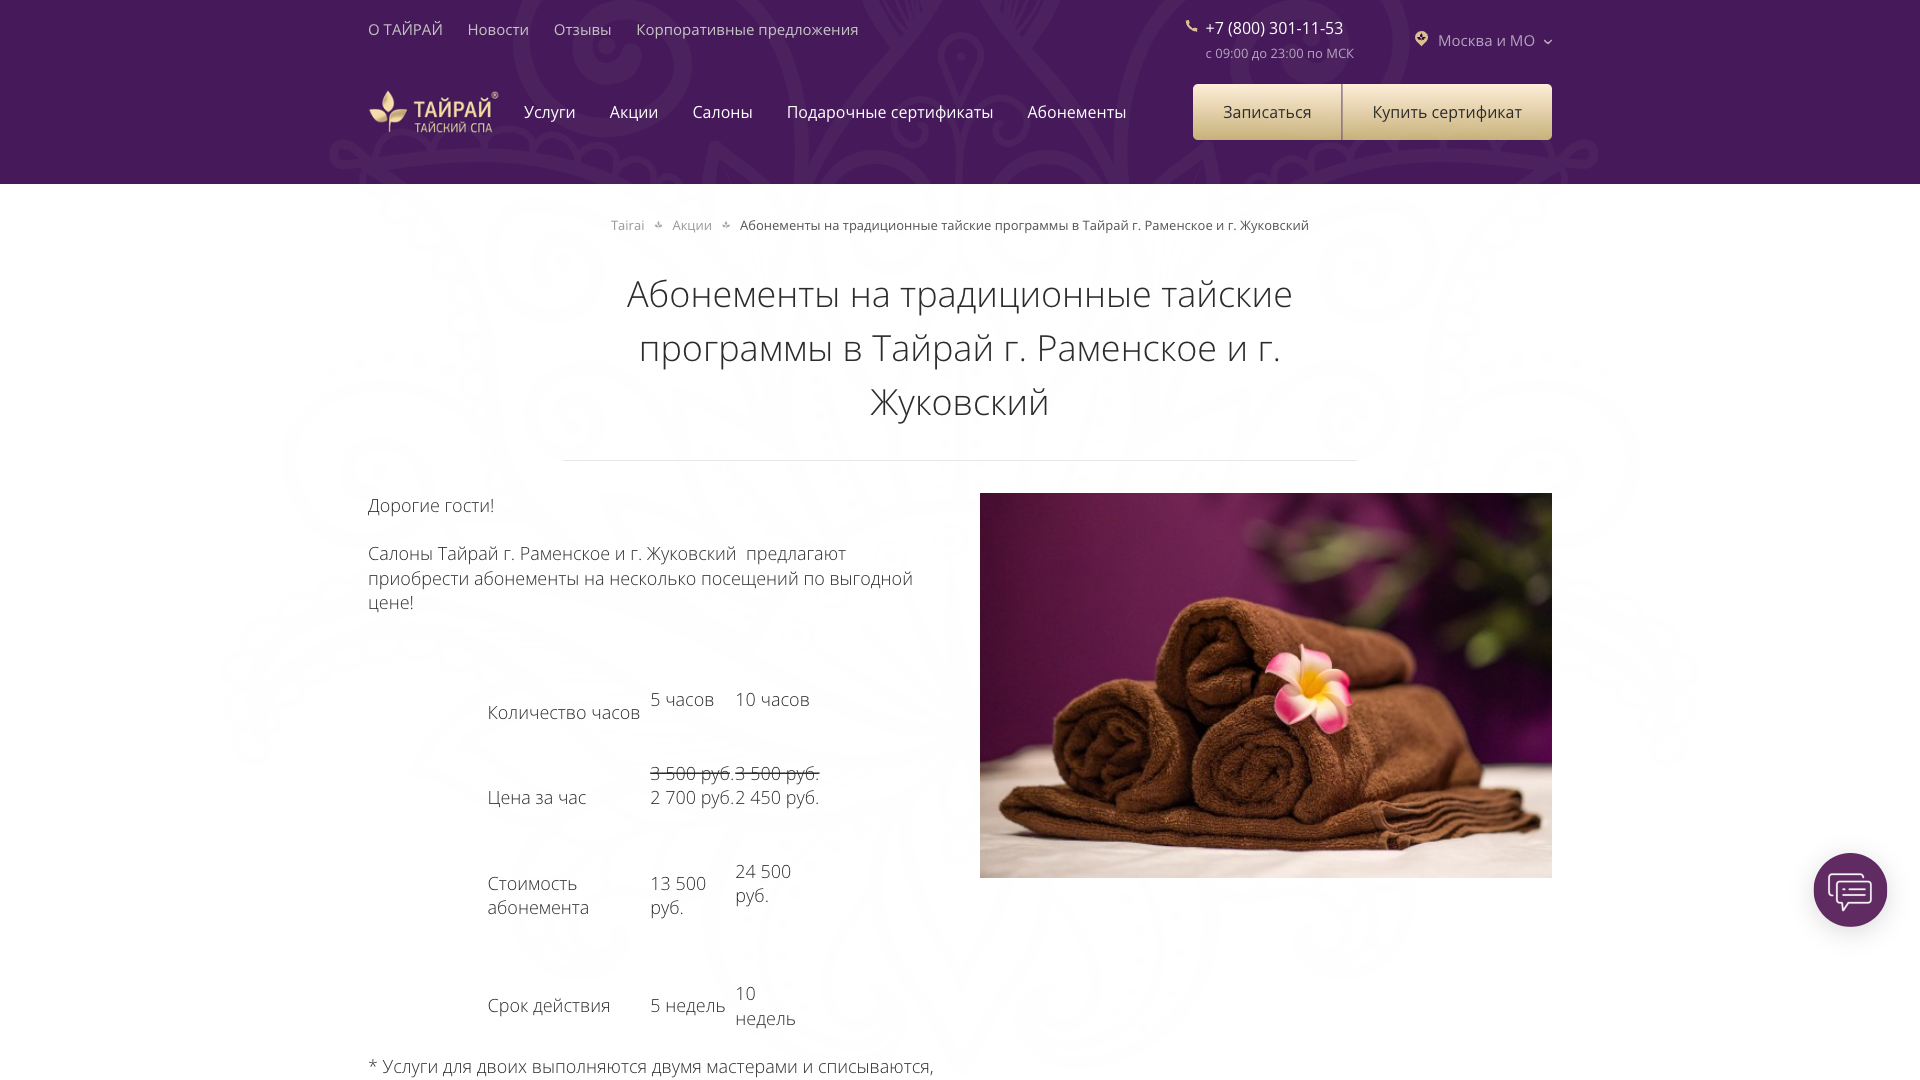 О ТАЙРАЙ Новости Отзывы Корпоративные предложения
+7 (800) 301-11-53
с 09:00 до 23:00 по МСК
Москва и МО
ТАЙРАЙ®
ТАЙСКИЙ СПА
Услуги Акции Салоны Подарочные сертификаты Абонементы
Записаться Купить сертификат
Tairai Акции Абонементы на традиционные тайские программы в Тайрай г. Раменское и г. Жуковский
Абонементы на традиционные тайские
программы в Тайрай г. Раменское и г.
Жуковский
Дорогие гости!
Салоны Тайрай г. Раменское и г. Жуковский предлагают
приобрести абонементы на несколько посещений по выгодной
цене!
Количество часов 5 часов 10 часов
3 500 руб. 3 500 руб.
Цена за час 2 700 руб. 2 450 руб.
Стоимость
абонемента
13 500
руб.
24 500
руб.
Срок действия 5 недель
10
недель
* Услуги для двоих выполняются двумя мастерами и списываются,